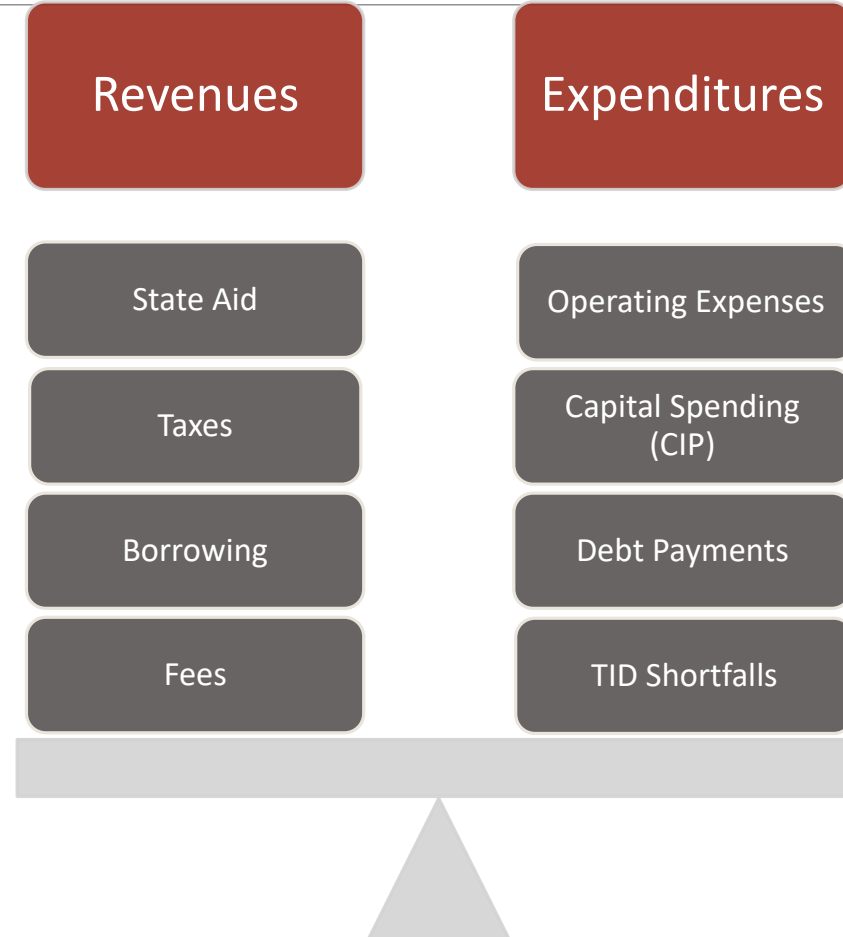 Revenues
State Aid
Taxes
Borrowing
Fees
Expenditures
Operating Expenses
Capital Spending
(CIP)
Debt Payments
TID Shortfalls